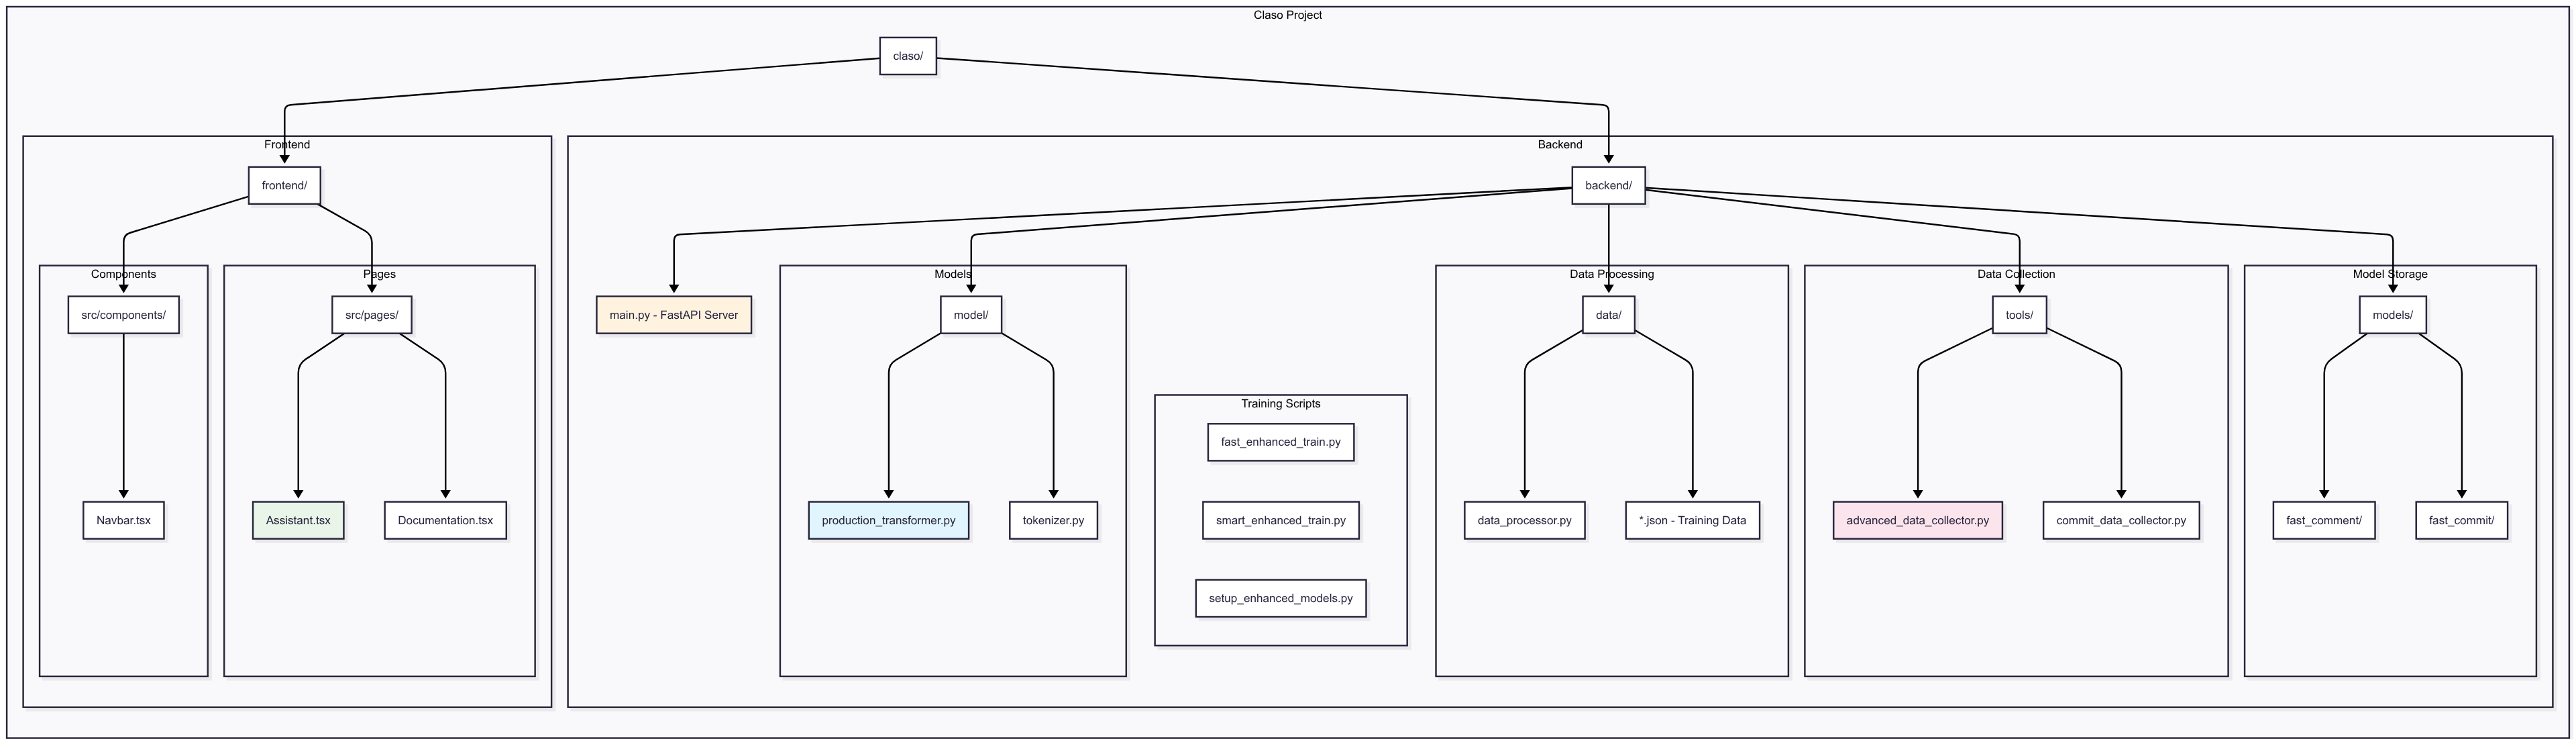 Claso Project
claso/
Frontend
Backend
frontend/
backend/
Components
Pages
Models
Data Processing
Data Collection
Model Storage
src/components/
src/pages/
main.py - FastAPI Server
model/
data/
tools/
models/
Training Scripts
fast_enhanced_train.py
Navbar.tsx
Assistant.tsx
Documentation.tsx
production_transformer.py
tokenizer.py
smart_enhanced_train.py
data_processor.py
*.json - Training Data
advanced_data_collector.py
commit_data_collector.py
fast_comment/
fast_commit/
setup_enhanced_models.py